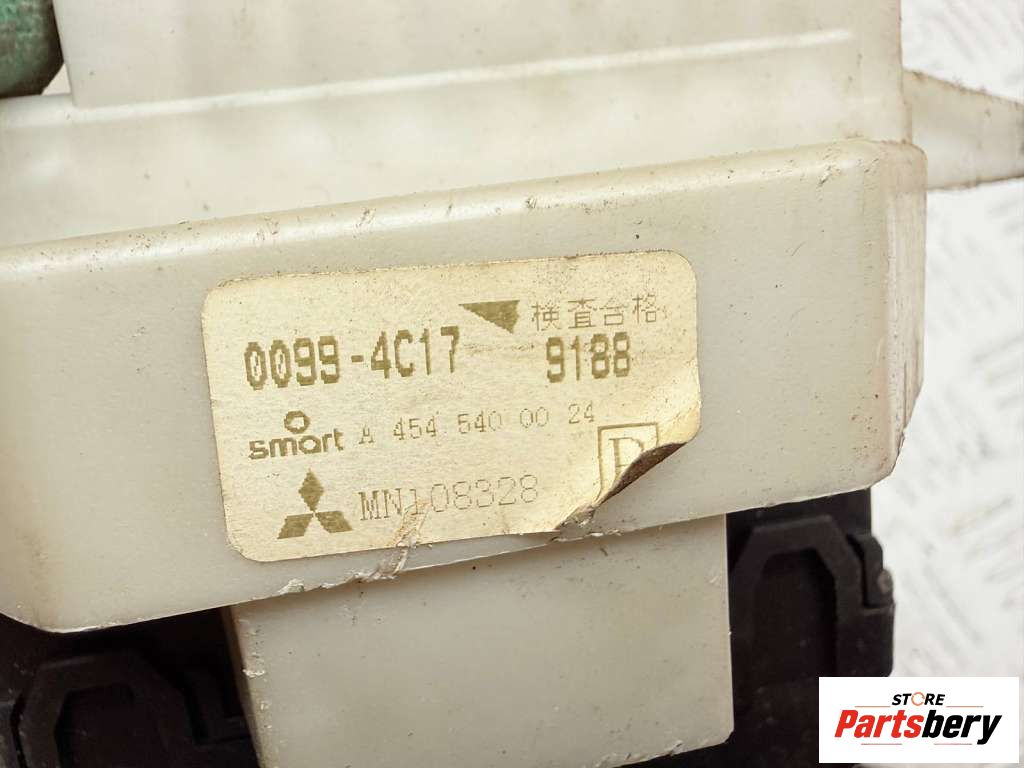 検査合格
0099-4C17 9188
smart A 454 540 00 24
MN108328
STORE
Partsbery